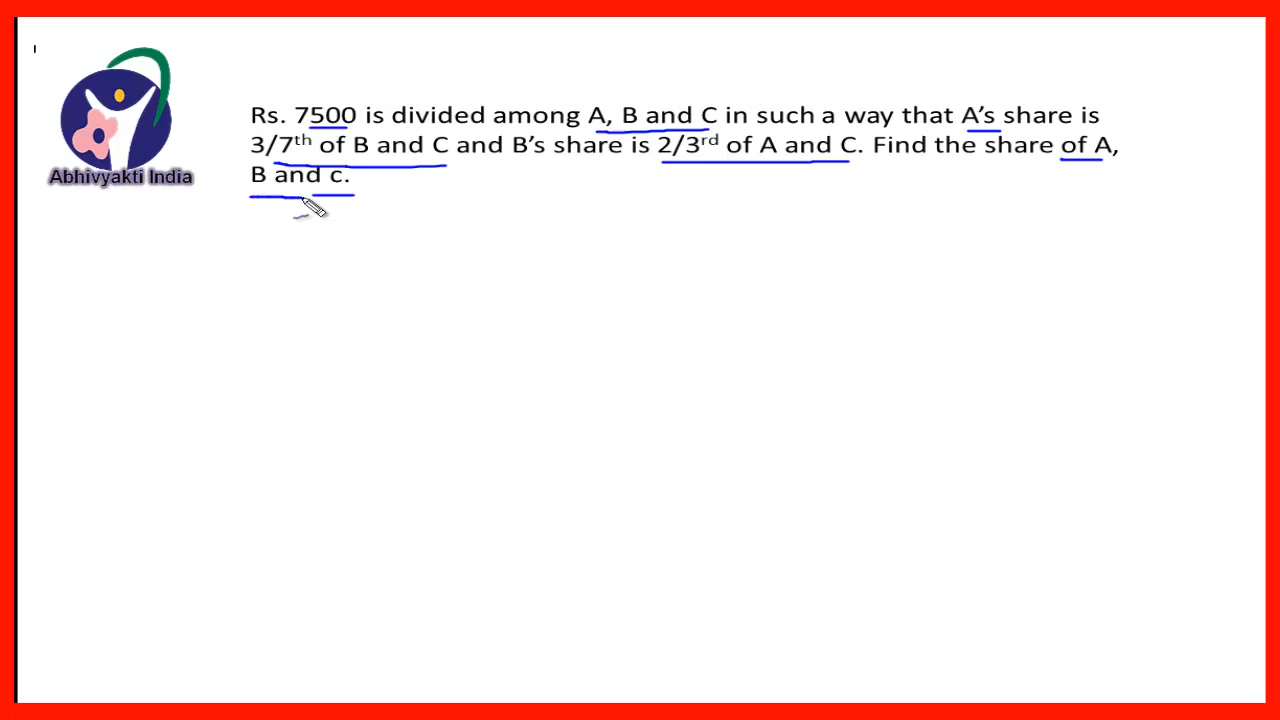 Rs. 7500 is divided among A, B and C in such a way that A’s share is
3/7th of B and C and B’s share is 2/3rd of A and C. Find the share of A,
B and c.
Abhivyakti India